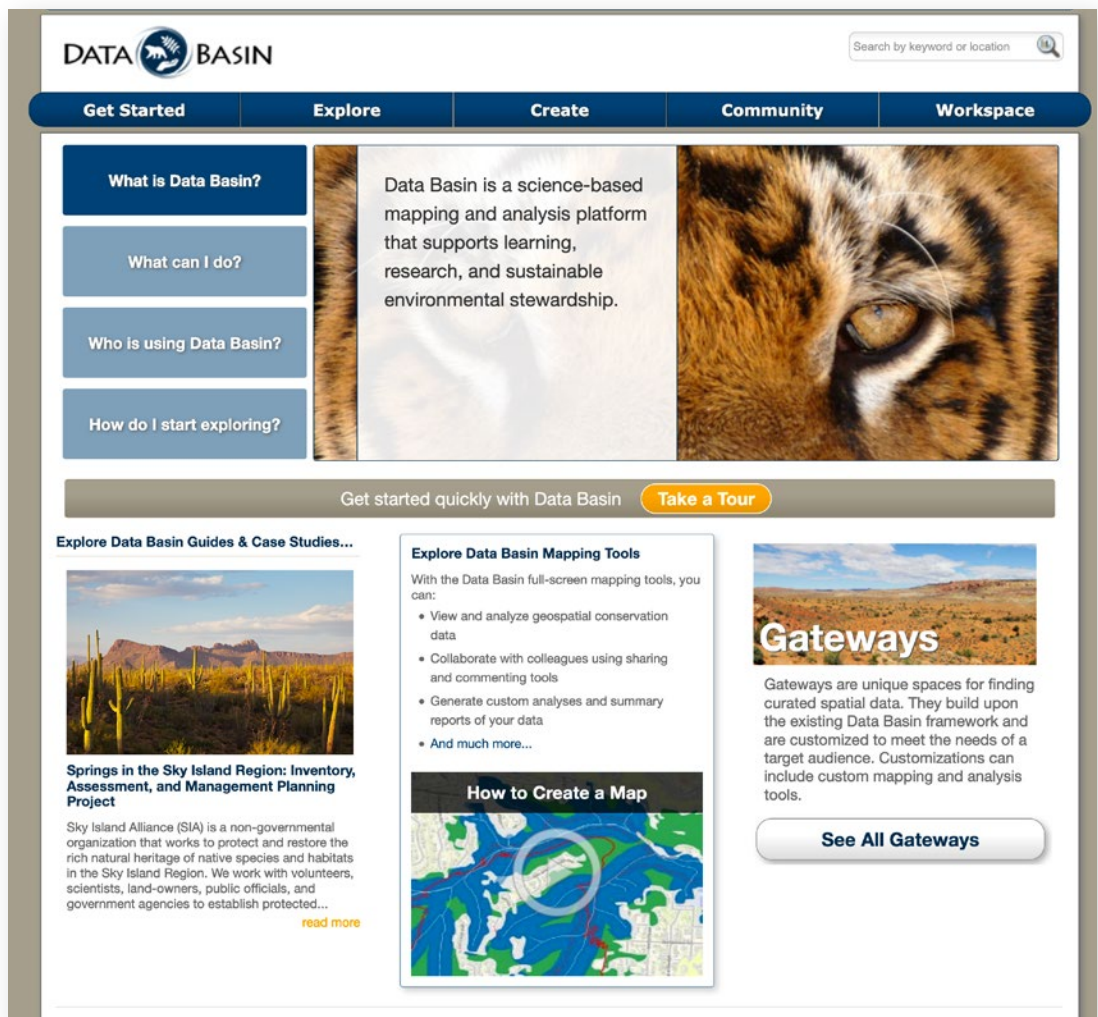 DATA BASIN
Search by keyword or location
Get Started
Explore
Create
Community
Workspace
What is Data Basin?
What can I do?
Who is using Data Basin?
How do I start exploring?
Data Basin is a science-based
mapping and analysis platform
that supports learning,
research, and sustainable
environmental stewardship.
Get started quickly with Data Basin
Take a Tour
Explore Data Basin Guides & Case Studies...
Springs in the Sky Island Region: Inventory,
Assessment, and Management Planning
Project
Sky Island Alliance (SIA) is a non-governmental
organization that works to protect and restore the
rich natural heritage of native species and habitats
in the Sky Island Region. We work with volunteers,
scientists, land-owners, public officials, and
government agencies to establish protected...
read more
Explore Data Basin Mapping Tools
With the Data Basin full-screen mapping tools, you
can:
• View and analyze geospatial conservation
data
• Collaborate with colleagues using sharing
and commenting tools
• Generate custom analyses and summary
reports of your data
• And much more...
How to Create a Map
Gateways
Gateways are unique spaces for finding
curated spatial data. They build upon
the existing Data Basin framework and
are customized to meet the needs of a
target audience. Customizations can
include custom mapping and analysis
tools.
See All Gateways